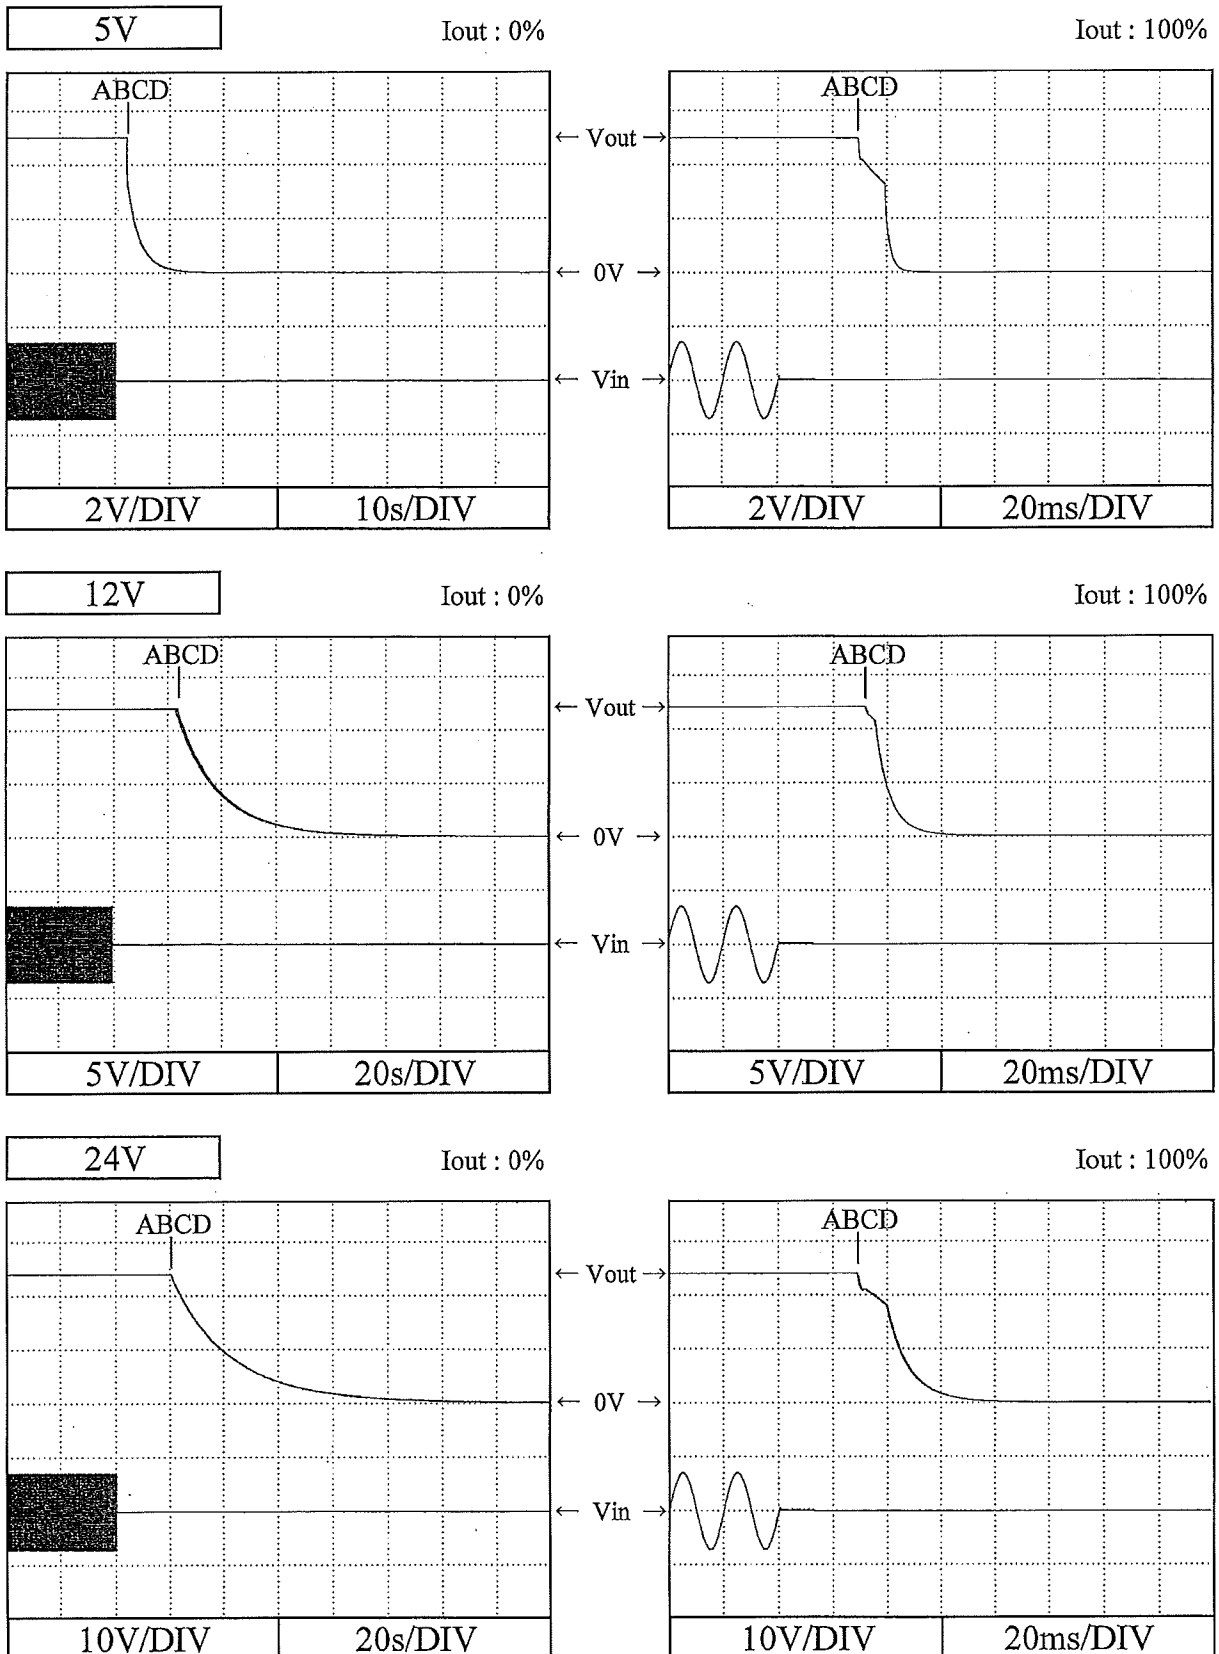 5V Iout : 0% Iout : 100%
ABCD ABCD
← Vout →
← 0V →
← Vin →
2V/DIV 10s/DIV 2V/DIV 20ms/DIV
12V Iout : 0% Iout : 100%
ABCD ABCD
← Vout →
← 0V →
← Vin →
5V/DIV 20s/DIV 5V/DIV 20ms/DIV
24V Iout : 0% Iout : 100%
ABCD ABCD
← Vout →
← 0V →
← Vin →
10V/DIV 20s/DIV 10V/DIV 20ms/DIV